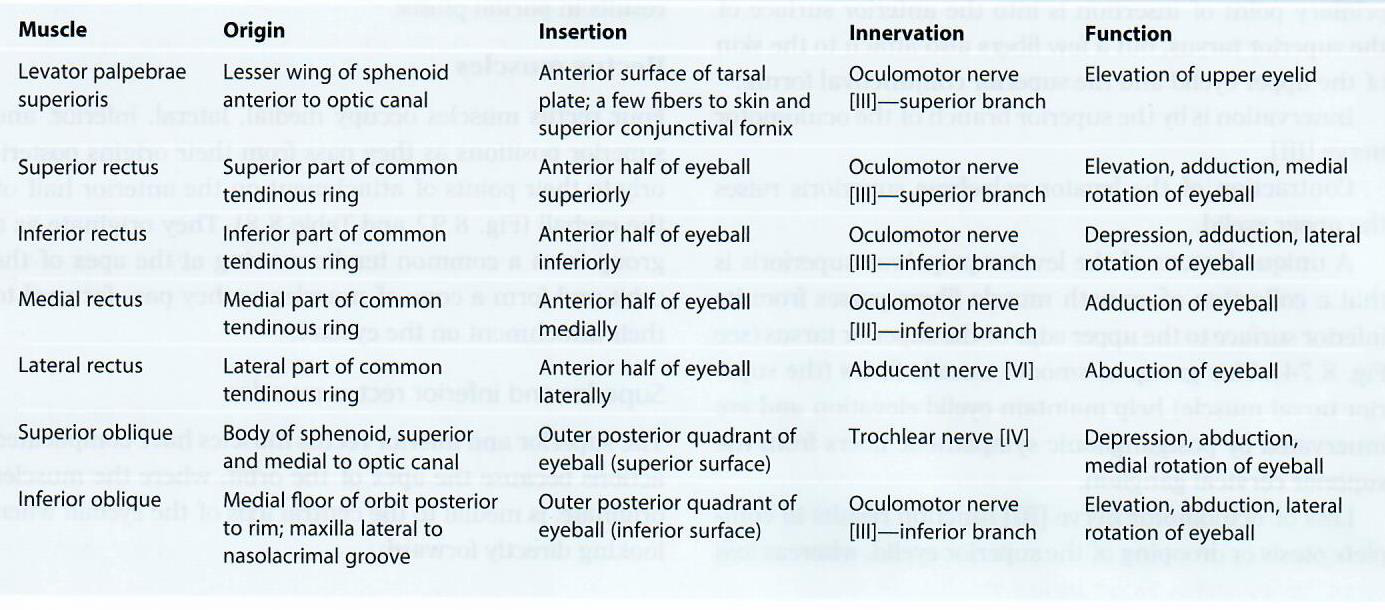 Muscle Origin Insertion Innervation Function
Levator palpebrae Lesser wing of sphenoid Anterior surface of tarsal Oculomotor nerve Elevation of upper eyelid
superioris anterior to optic canal plate; a few fibers to skin and [III]—superior branch
superior conjunctival fornix
Superior rectus Superior part of common Anterior half of eyeball Oculomotor nerve Elevation, adduction, medial
tendinous ring superiorly [III]—superior branch rotation of eyeball
Inferior rectus Inferior part of common Anterior half of eyeball Oculomotor nerve Depression, adduction, lateral
tendinous ring inferiorly [III]—inferior branch rotation of eyeball
Medial rectus Medial part of common Anterior half of eyeball Oculomotor nerve Adduction of eyeball
tendinous ring medially [III]—inferior branch
Lateral rectus Lateral part of common Anterior half of eyeball Abducent nerve [VI] Abduction of eyeball
tendinous ring laterally
Superior oblique Body of sphenoid, superior Outer posterior quadrant of Trochlear nerve [IV] Depression, abduction,
and medial to optic canal eyeball (superior surface) medial rotation of eyeball
Inferior oblique Medial floor of orbit posterior Outer posterior quadrant of Oculomotor nerve Elevation, abduction, lateral
to rim; maxilla lateral to eyeball (inferior surface) [III]—inferior branch rotation of eyeball
nasolacrimal groove